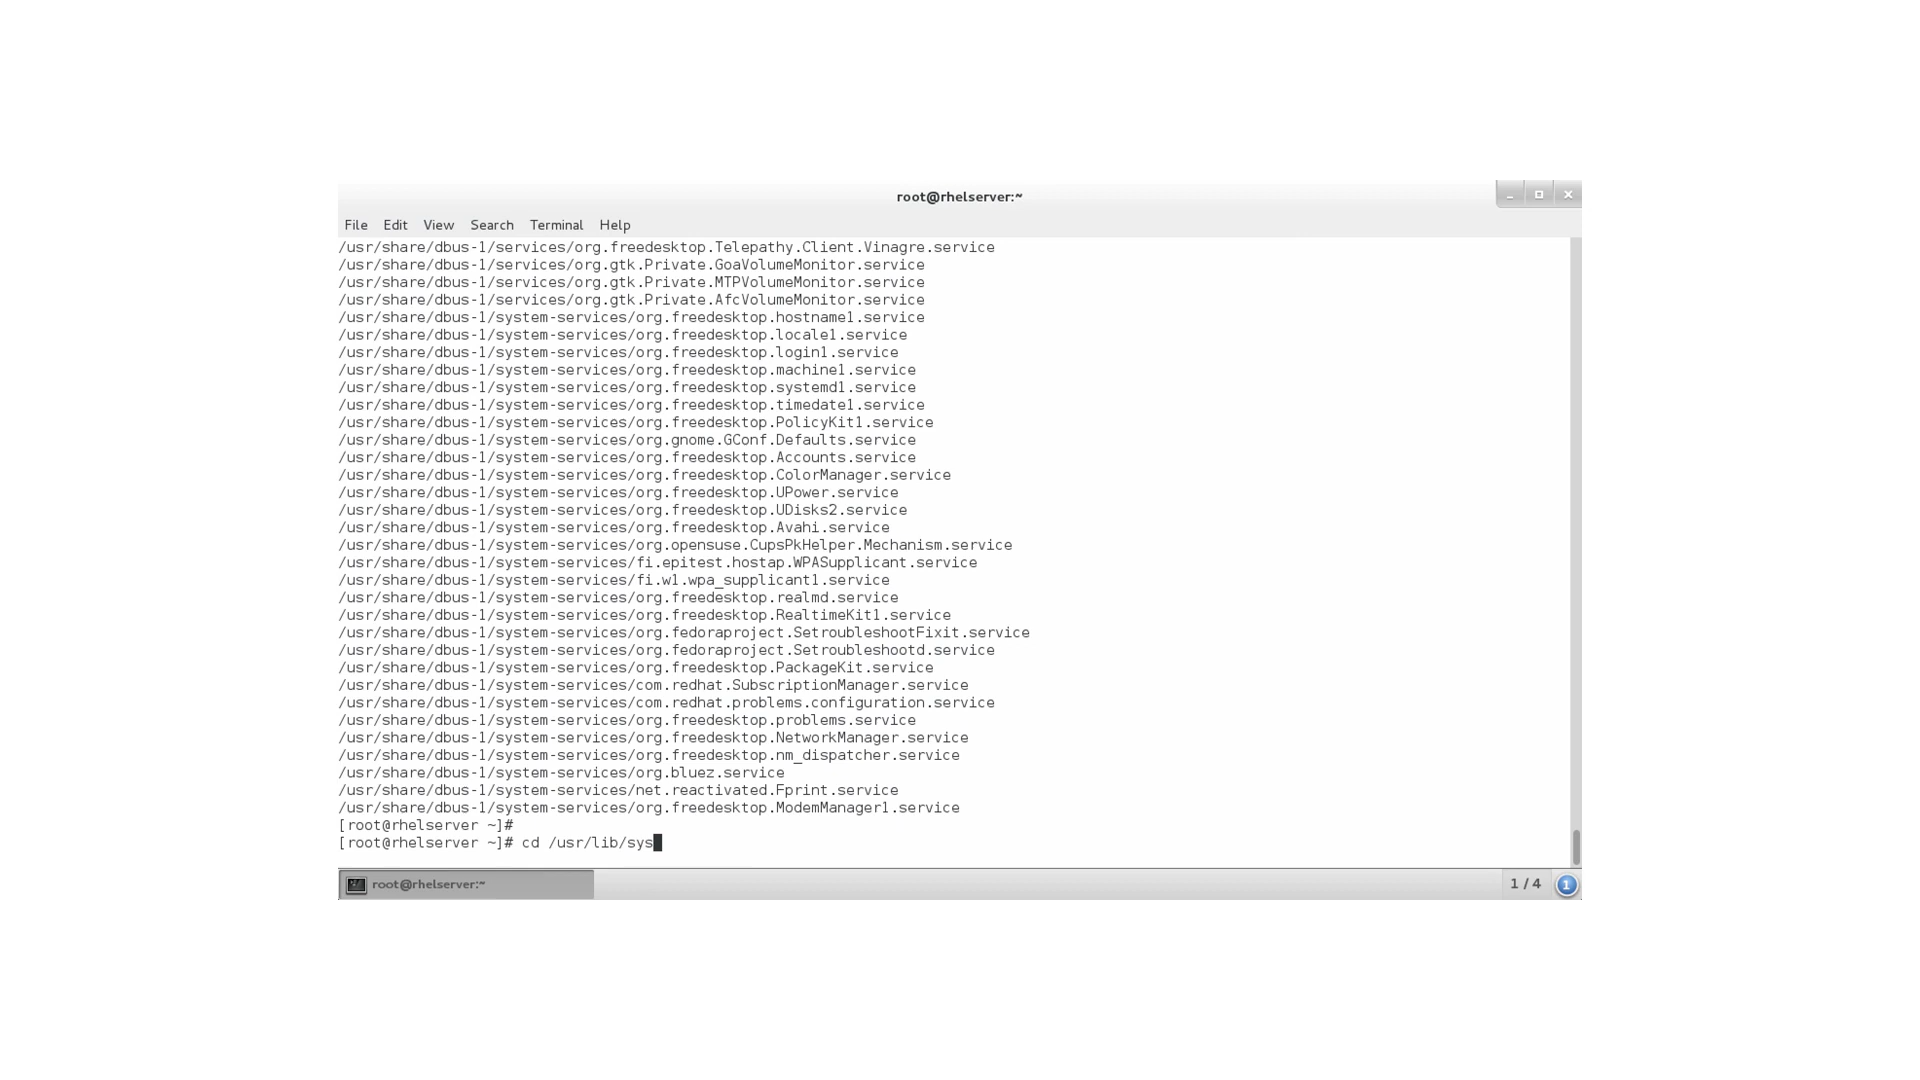 root@rhelserver:~
File Edit View Search Terminal Help
/usr/share/dbus-1/services/org.freedesktop.Telepathy.Client.Vinagre.service
/usr/share/dbus-1/services/org.gtk.Private.GoaVolumeMonitor.service
/usr/share/dbus-1/services/org.gtk.Private.MTPVolumeMonitor.service
/usr/share/dbus-1/services/org.gtk.Private.AfcVolumeMonitor.service
/usr/share/dbus-1/system-services/org.freedesktop.hostname1.service
/usr/share/dbus-1/system-services/org.freedesktop.locale1.service
/usr/share/dbus-1/system-services/org.freedesktop.login1.service
/usr/share/dbus-1/system-services/org.freedesktop.machine1.service
/usr/share/dbus-1/system-services/org.freedesktop.systemd1.service
/usr/share/dbus-1/system-services/org.freedesktop.timedate1.service
/usr/share/dbus-1/system-services/org.freedesktop.PolicyKit1.service
/usr/share/dbus-1/system-services/org.gnome.GConf.Defaults.service
/usr/share/dbus-1/system-services/org.freedesktop.Accounts.service
/usr/share/dbus-1/system-services/org.freedesktop.ColorManager.service
/usr/share/dbus-1/system-services/org.freedesktop.UPower.service
/usr/share/dbus-1/system-services/org.freedesktop.UDisks2.service
/usr/share/dbus-1/system-services/org.freedesktop.Avahi.service
/usr/share/dbus-1/system-services/org.opensuse.CupsPkHelper.Mechanism.service
/usr/share/dbus-1/system-services/fi.epitest.hostap.WPASupplicant.service
/usr/share/dbus-1/system-services/fi.w1.wpa_supplicant1.service
/usr/share/dbus-1/system-services/org.freedesktop.realmd.service
/usr/share/dbus-1/system-services/org.freedesktop.RealtimeKit1.service
/usr/share/dbus-1/system-services/org.fedoraproject.SetroubleshootFixit.service
/usr/share/dbus-1/system-services/org.fedoraproject.Setroubleshootd.service
/usr/share/dbus-1/system-services/org.freedesktop.PackageKit.service
/usr/share/dbus-1/system-services/com.redhat.SubscriptionManager.service
/usr/share/dbus-1/system-services/com.redhat.problems.configuration.service
/usr/share/dbus-1/system-services/org.freedesktop.problems.service
/usr/share/dbus-1/system-services/org.freedesktop.NetworkManager.service
/usr/share/dbus-1/system-services/org.freedesktop.nm_dispatcher.service
/usr/share/dbus-1/system-services/org.bluez.service
/usr/share/dbus-1/system-services/net.reactivated.Fprint.service
/usr/share/dbus-1/system-services/org.freedesktop.ModemManager1.service
[root@rhelserver ~]#
[root@rhelserver ~]# cd /usr/lib/sys
root@rhelserver:~ 1 / 4 1